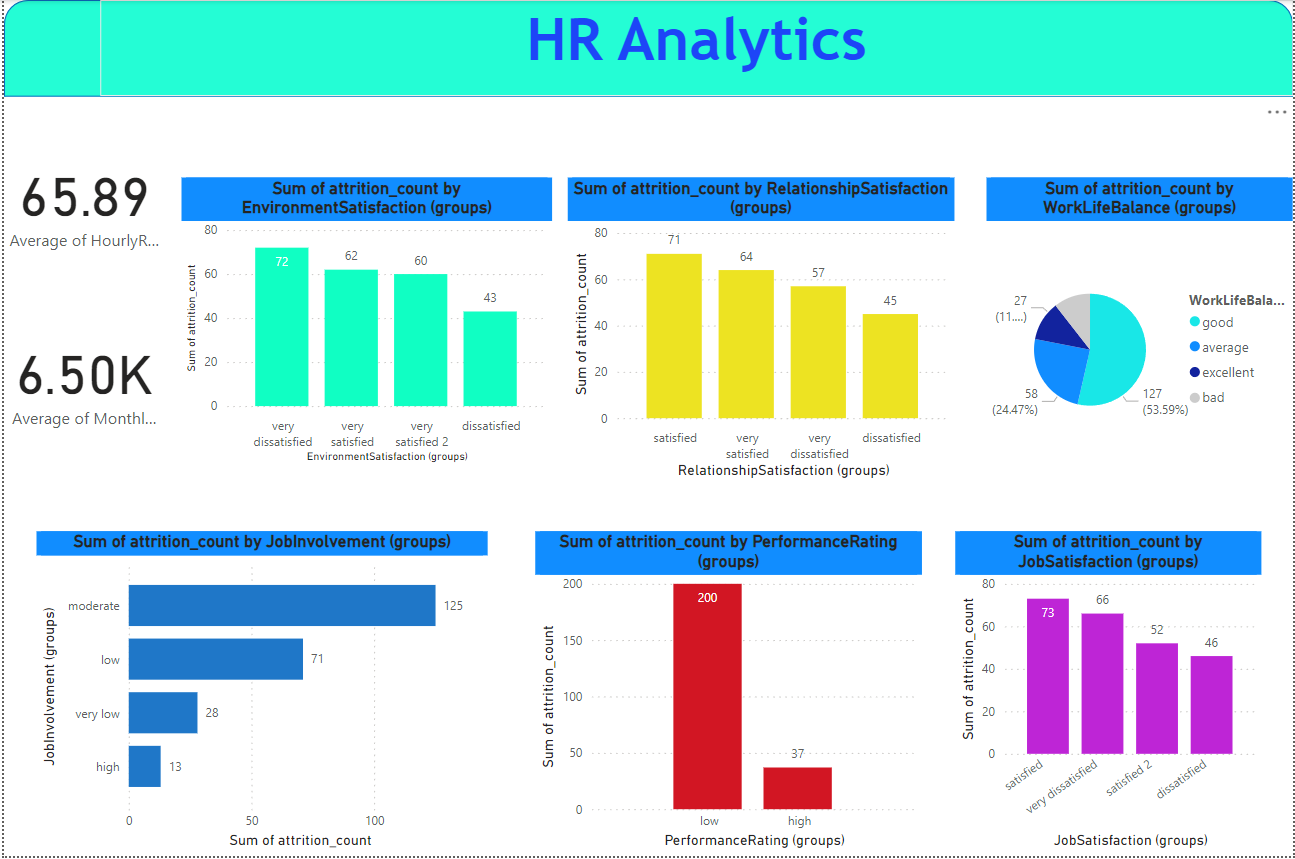 HR Analytics
...
65.89
Average of HourlyR...
6.50K
Average of Monthl...
Sum of attrition_count by
EnvironmentSatisfaction (groups)
Sum of attrition_count
80
60
40
20
0
72
62
60
43
very
dissatisfied
very
satisfied
very
satisfied 2
dissatisfied
EnvironmentSatisfaction (groups)
Sum of attrition_count by RelationshipSatisfaction
(groups)
Sum of attrition_count
80
60
40
20
0
71
64
57
45
satisfied
very
satisfied
very
dissatisfied
dissatisfied
RelationshipSatisfaction (groups)
Sum of attrition_count by
WorkLifeBalance (groups)
27
(11....)
58
(24.47%)
127
(53.59%)
WorkLifeBala...
good
average
excellent
bad
Sum of attrition_count by JobInvolvement (groups)
JobInvolvement (groups)
moderate
125
low
71
very low
28
high
13
0
50
100
Sum of attrition_count
Sum of attrition_count by PerformanceRating
(groups)
Sum of attrition_count
200
150
100
50
0
200
37
low
high
PerformanceRating (groups)
Sum of attrition_count by
JobSatisfaction (groups)
Sum of attrition_count
80
60
40
20
0
73
66
52
46
satisfied
very dissatisfied
satisfied 2
dissatisfied
JobSatisfaction (groups)